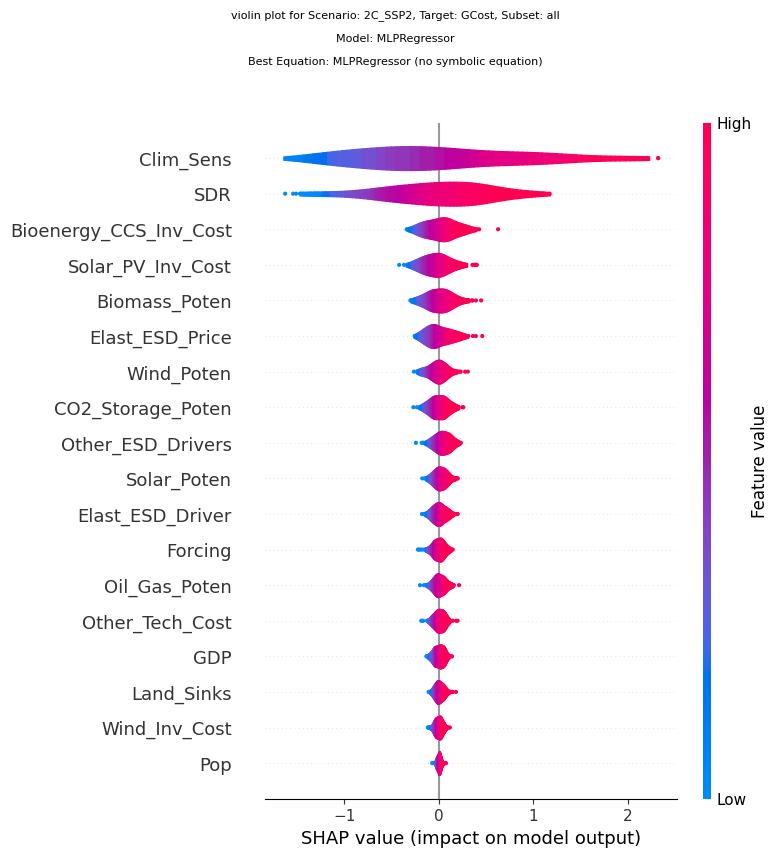 violin plot for Scenario: 2C_SSP2, Target: GCost, Subset: all
Model: MLPRegressor
Best Equation: MLPRegressor (no symbolic equation)
High
Clim_Sens
SDR
Bioenergy_CCS_Inv_Cost
Solar_PV_Inv_Cost
Biomass_Poten
Elast_ESD_Price
Wind_Poten
CO2_Storage_Poten
Other_ESD_Drivers
Solar_Poten
Elast_ESD_Driver
Forcing
Oil_Gas_Poten
Other_Tech_Cost
GDP
Land_Sinks
Wind_Inv_Cost
Pop
Feature value
Low
−1 0 1 2
SHAP value (impact on model output)